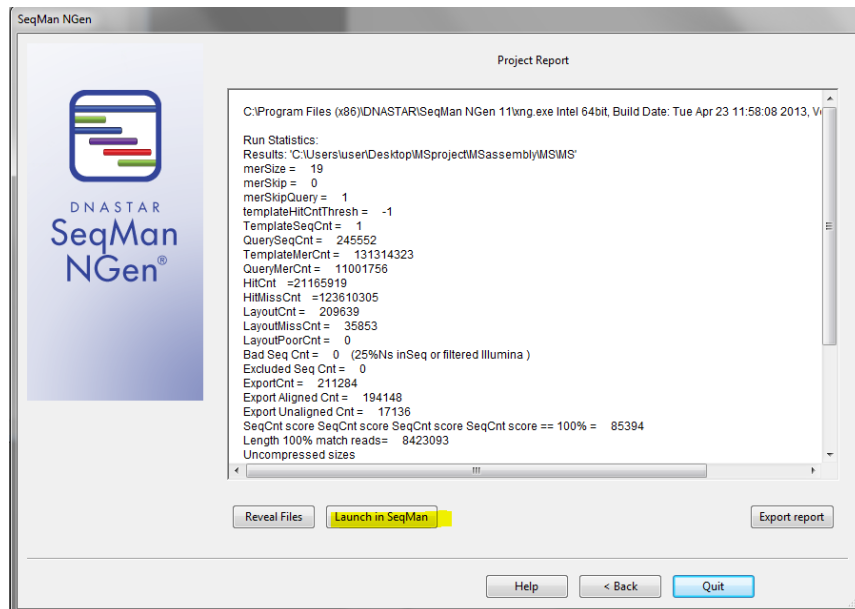 SeqMan NGen
Project Report
DNASTAR
SeqMan
NGen®
C:\Program Files (x86)\DNASTAR\SeqMan NGen 11\xng.exe Intel 64bit, Build Date: Tue Apr 23 11:58:08 2013, V
Run Statistics:
Results: 'C:\Users\user\Desktop\MSproject\MSassembly\MS\MS'
merSize = 19
merSkip = 0
merSkipQuery = 1
templateHitCntThresh = -1
TemplateSeqCnt = 1
QuerySeqCnt = 245552
TemplateMerCnt = 131314323
QueryMerCnt = 11001756
HitCnt =21165919
HitMissCnt =123610305
LayoutCnt = 209639
LayoutMissCnt = 35853
LayoutPoorCnt = 0
Bad Seq Cnt = 0 (25%Ns inSeq or filtered Illumina )
Excluded Seq Cnt = 0
ExportCnt = 211284
Export Aligned Cnt = 194148
Export Unaligned Cnt = 17136
SeqCnt score SeqCnt score SeqCnt score SeqCnt score == 100% = 85394
Length 100% match reads= 8423093
Uncompressed sizes
Reveal Files
Launch in SeqMan
Export report
Help
< Back
Quit